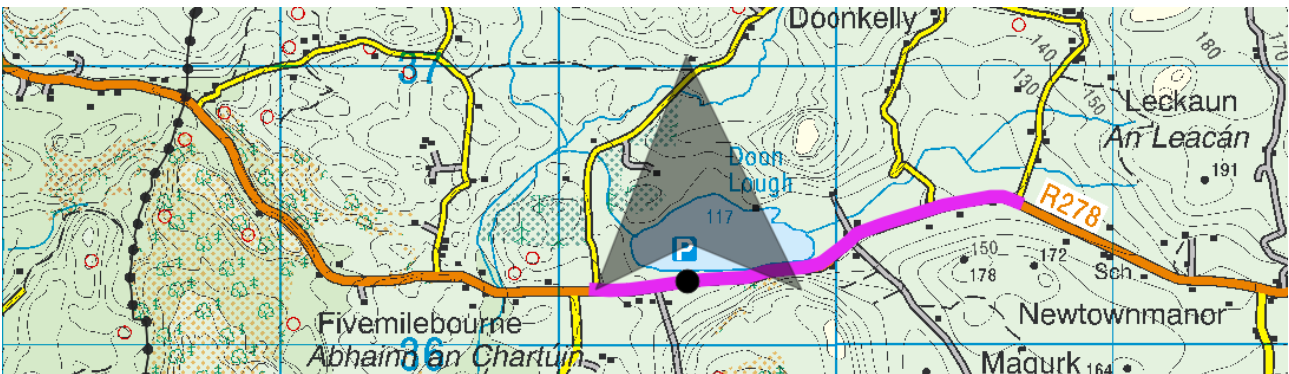 Doonkelly
37
140
180
170
130
150
Leckaun
An Leacán
Doon
Lough
191
117
P
R278
150
172
178
Sch
Newtownmanor
Fivemilebourne
Abhainn an Chartúin
36
Magurk
164